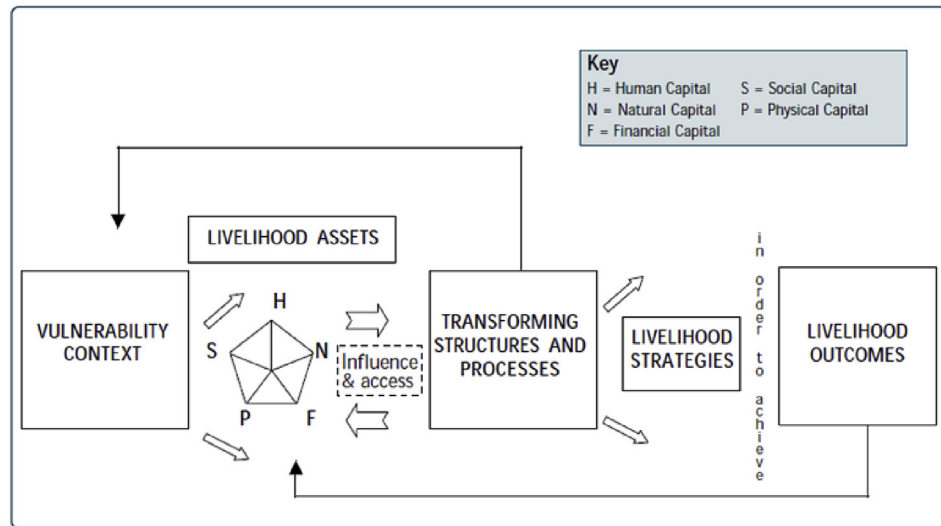 Key
H = Human Capital S = Social Capital
N = Natural Capital P = Physical Capital
F = Financial Capital
LIVELIHOOD ASSETS
VULNERABILITY
CONTEXT
H
S
N
P
F
Influence
& access
TRANSFORMING
STRUCTURES AND
PROCESSES
LIVELIHOOD
STRATEGIES
in order to achieve
LIVELIHOOD
OUTCOMES